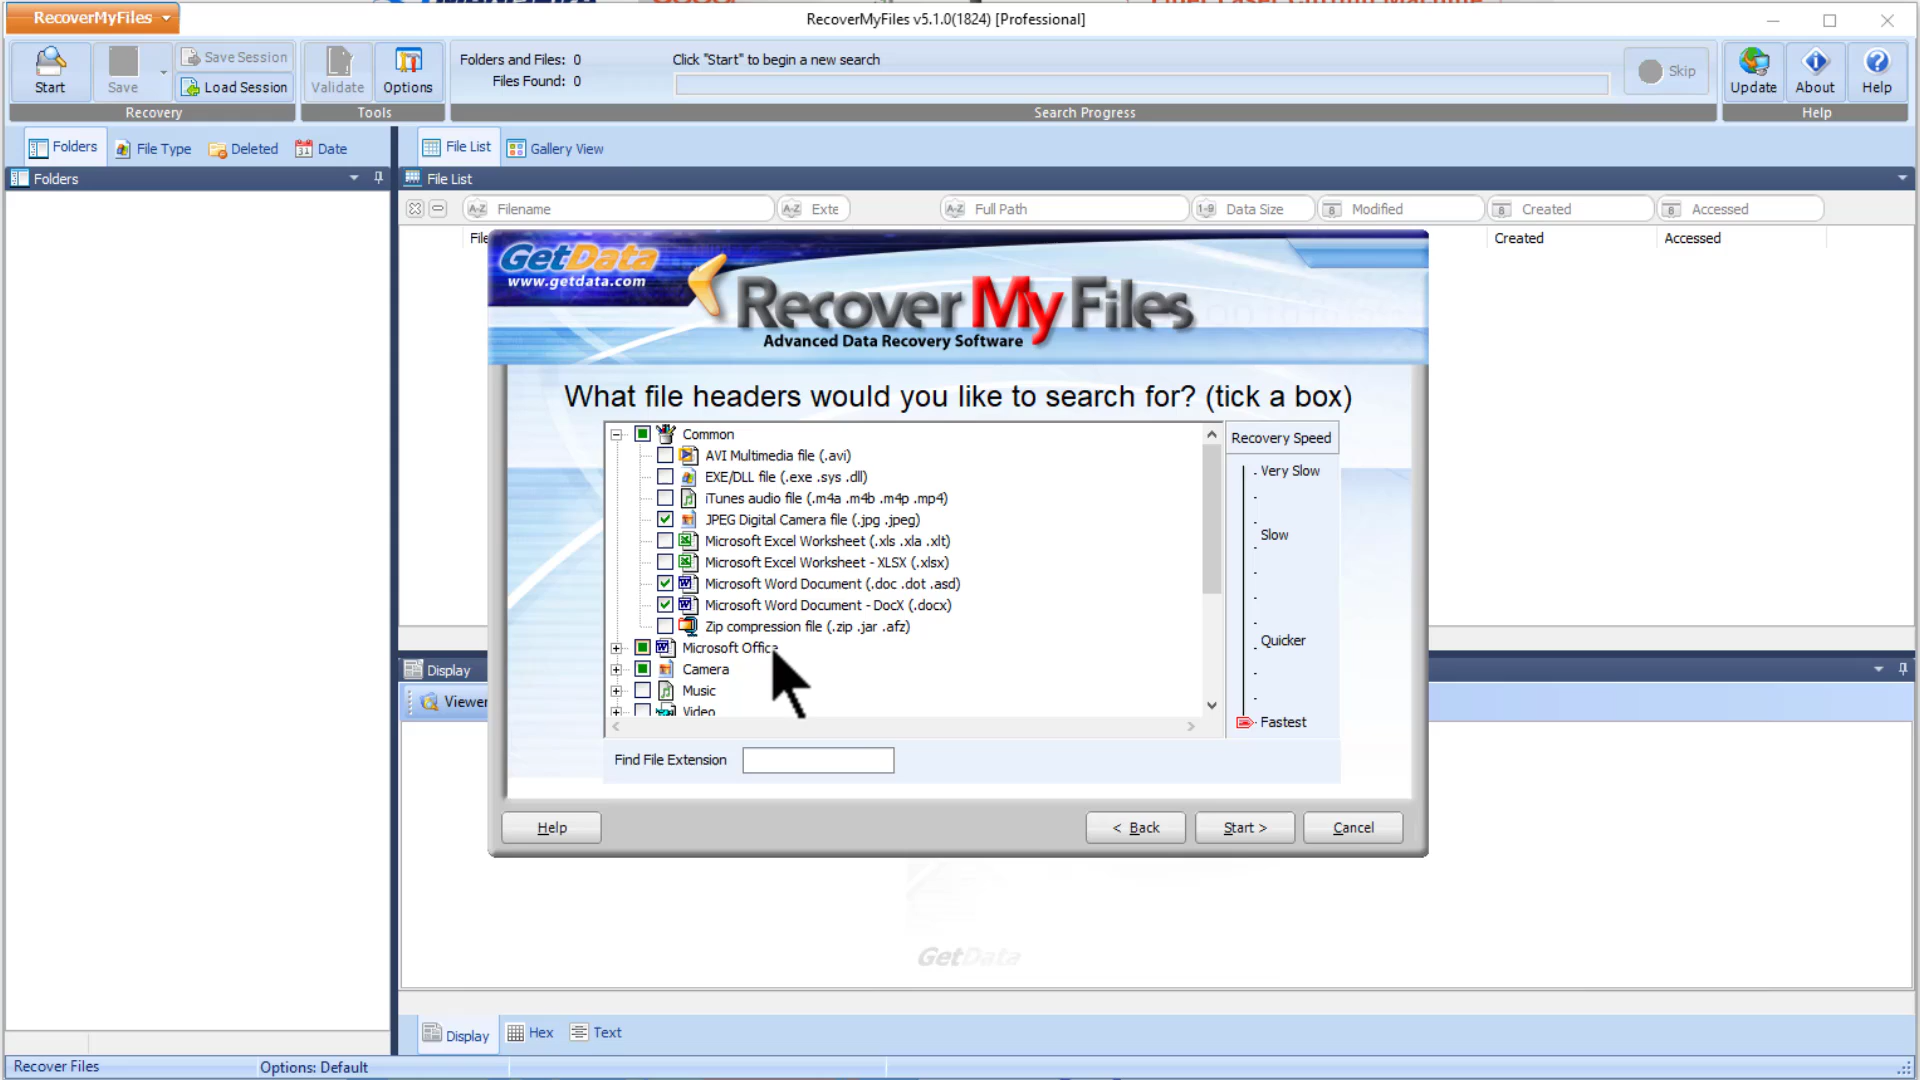 RecoverMyFiles
RecoverMyFiles v5.1.0(1824) [Professional]
Start
Save
Save Session
Load Session
Recovery
Validate
Options
Tools
Folders and Files: 0
Files Found: 0
Click "Start" to begin a new search
Skip
Search Progress
Update
About
Help
Help
Folders
File Type
Deleted
Date
File List
Gallery View
Folders
File List
Filename
Exte
Full Path
Data Size
Modified
Created
Accessed
File
Created
Accessed
GetData
www.getdata.com
Recover My Files
Advanced Data Recovery Software
What file headers would you like to search for? (tick a box)
Common
AVI Multimedia file (.avi)
EXE/DLL file (.exe .sys .dll)
iTunes audio file (.m4a .m4b .m4p .mp4)
JPEG Digital Camera file (.jpg .jpeg)
Microsoft Excel Worksheet (.xls .xla .xlt)
Microsoft Excel Worksheet - XLSX (.xlsx)
Microsoft Word Document (.doc .dot .asd)
Microsoft Word Document - DocX (.docx)
Zip compression file (.zip .jar .afz)
Microsoft Office
Camera
Music
Video
Recovery Speed
Very Slow
Slow
Quicker
Fastest
Find File Extension
Help
< Back
Start >
Cancel
Display
Viewer
GetData
Display
Hex
Text
Recover Files
Options: Default